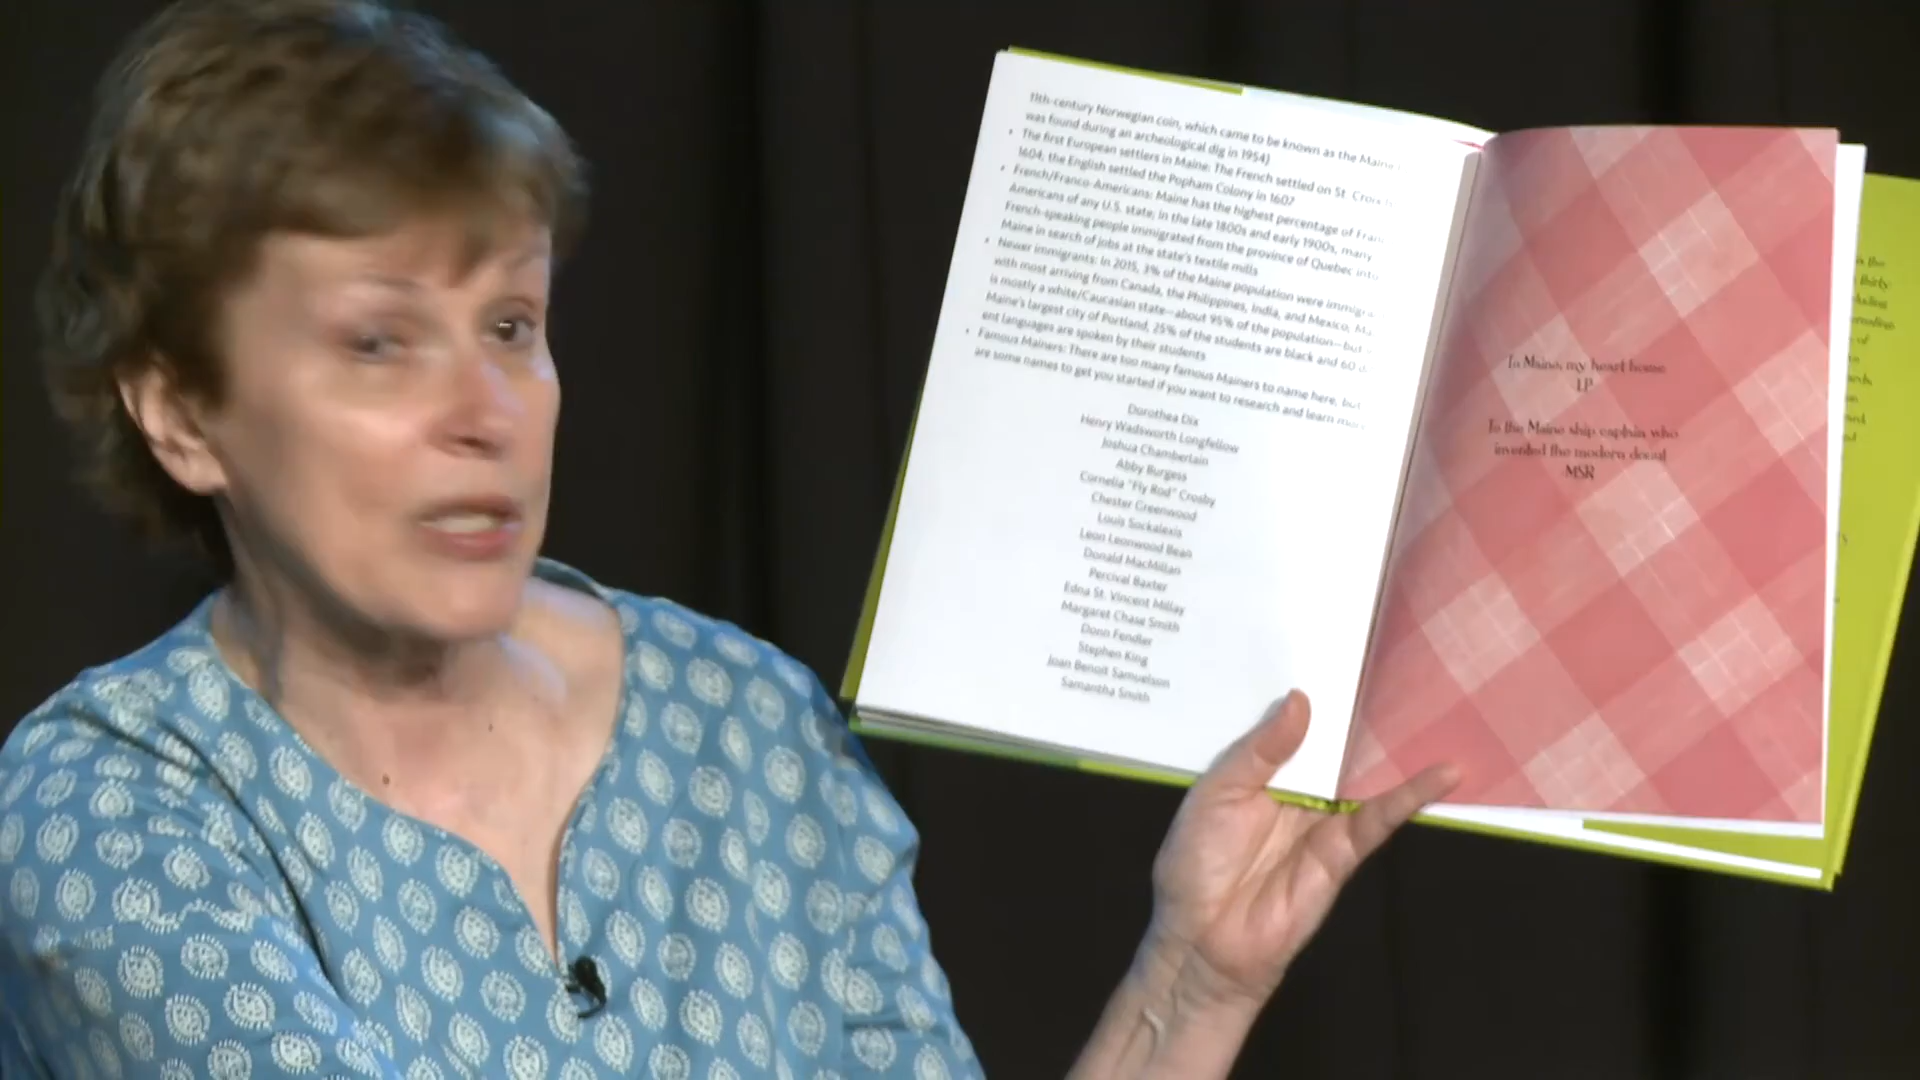 11th-century Norwegian coin, which came to be known as the Maine
was found during an archeological dig in 1954)
• The first European settlers in Maine: The French settled on St. Croix
1604; the English settled the Popham Colony in 1607
• French/Franco-Americans: Maine has the highest percentage of
Americans of any U.S. state; in the late 1800s and early 1900s, many
French-speaking people immigrated from the province of Quebec into
Maine in search of jobs at the state's textile mills
• Newer immigrants: In 2015, 3% of the Maine population were
with most arriving from Canada, the Philippines, India, and Mexico;
is mostly a white/Caucasian state—about 95% of the population—but
Maine's largest city of Portland, 25% of the students are black and 60
ent languages are spoken by their students
• Famous Mainers: There are too many famous Mainers to name here, but
are some names to get you started if you want to research and learn more
Dorothea Dix
Henry Wadsworth Longfellow
Joshua Chamberlain
Abby Burgess
Cornelia "Fly Rod" Crosby
Chester Greenwood
Louis Sockalexis
Leon Leonwood Bean
Donald MacMillan
Percival Baxter
Edna St. Vincent Millay
Margaret Chase Smith
Donn Fendler
Stephen King
Joan Benoit Samuelson
Samantha Smith
To Maine, my heart home
LP
To the Maine ship captain who
invented the modern donut
MSR